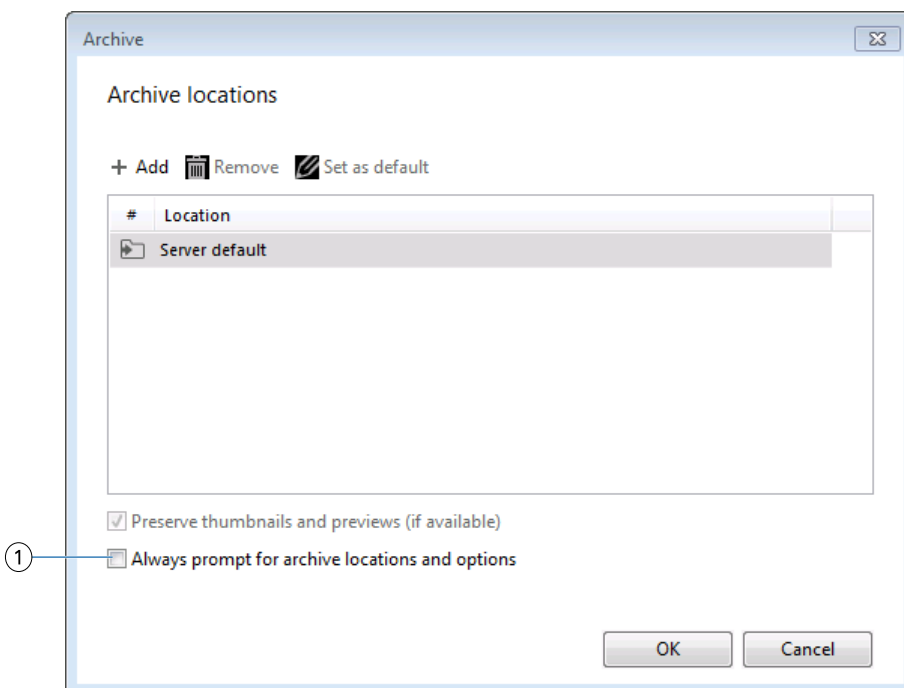 Archive
Archive locations
+ Add Remove Set as default
# Location
Server default
Preserve thumbnails and previews (if available)
1 Always prompt for archive locations and options
OK Cancel